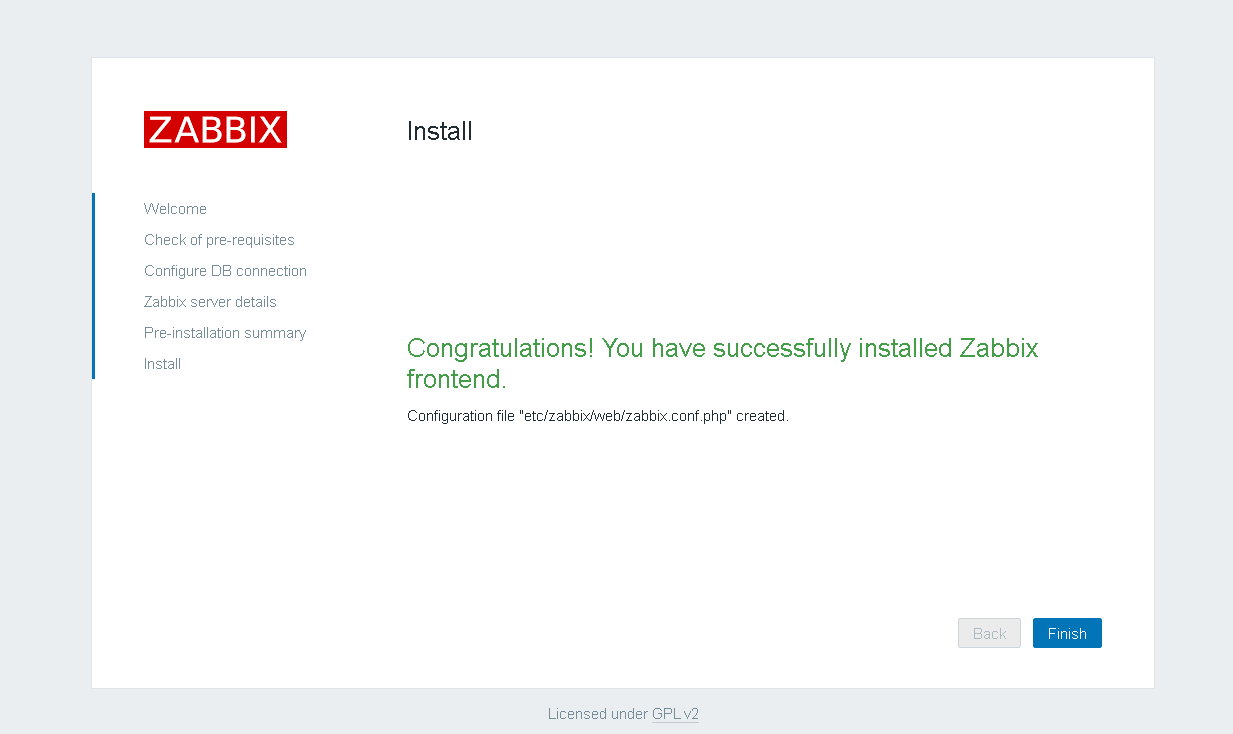 ZABBIX
Install
Welcome
Check of pre-requisites
Configure DB connection
Zabbix server details
Pre-installation summary
Install
Congratulations! You have successfully installed Zabbix
frontend.
Configuration file "etc/zabbix/web/zabbix.conf.php" created.
Back
Finish
Licensed under GPL v2